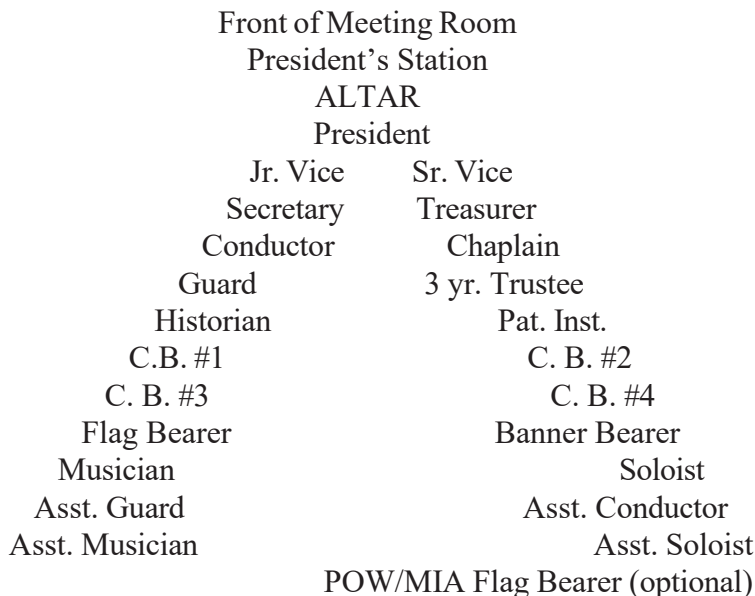 Front of Meeting Room
President’s Station
ALTAR
President
Jr. Vice Sr. Vice
Secretary Treasurer
Conductor Chaplain
Guard 3 yr. Trustee
Historian Pat. Inst.
C.B. #1 C. B. #2
C. B. #3 C. B. #4
Flag Bearer Banner Bearer
Musician Soloist
Asst. Guard Asst. Conductor
Asst. Musician Asst. Soloist
POW/MIA Flag Bearer (optional)